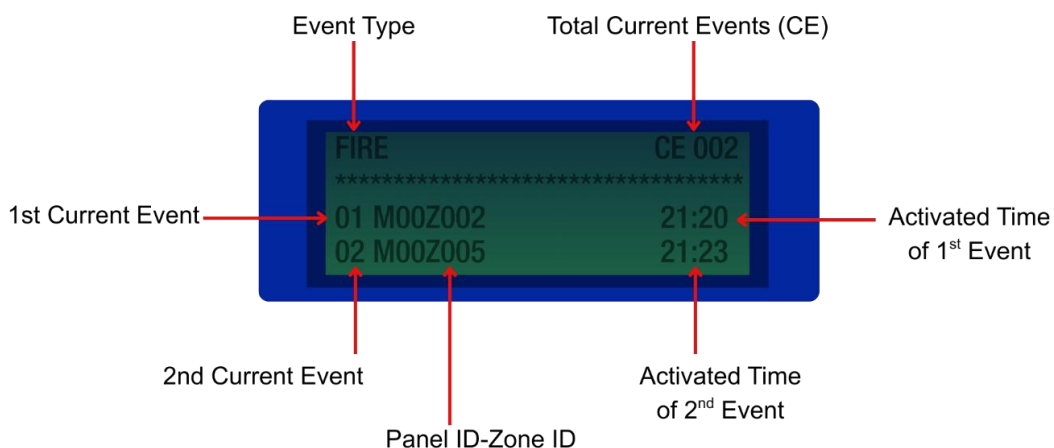 Event Type
Total Current Events (CE)
FIRE CE 002
***********************************
1st Current Event
01 M00Z002 21:20
Activated Time
of 1st Event
02 M00Z005 21:23
2nd Current Event
Activated Time
of 2nd Event
Panel ID-Zone ID